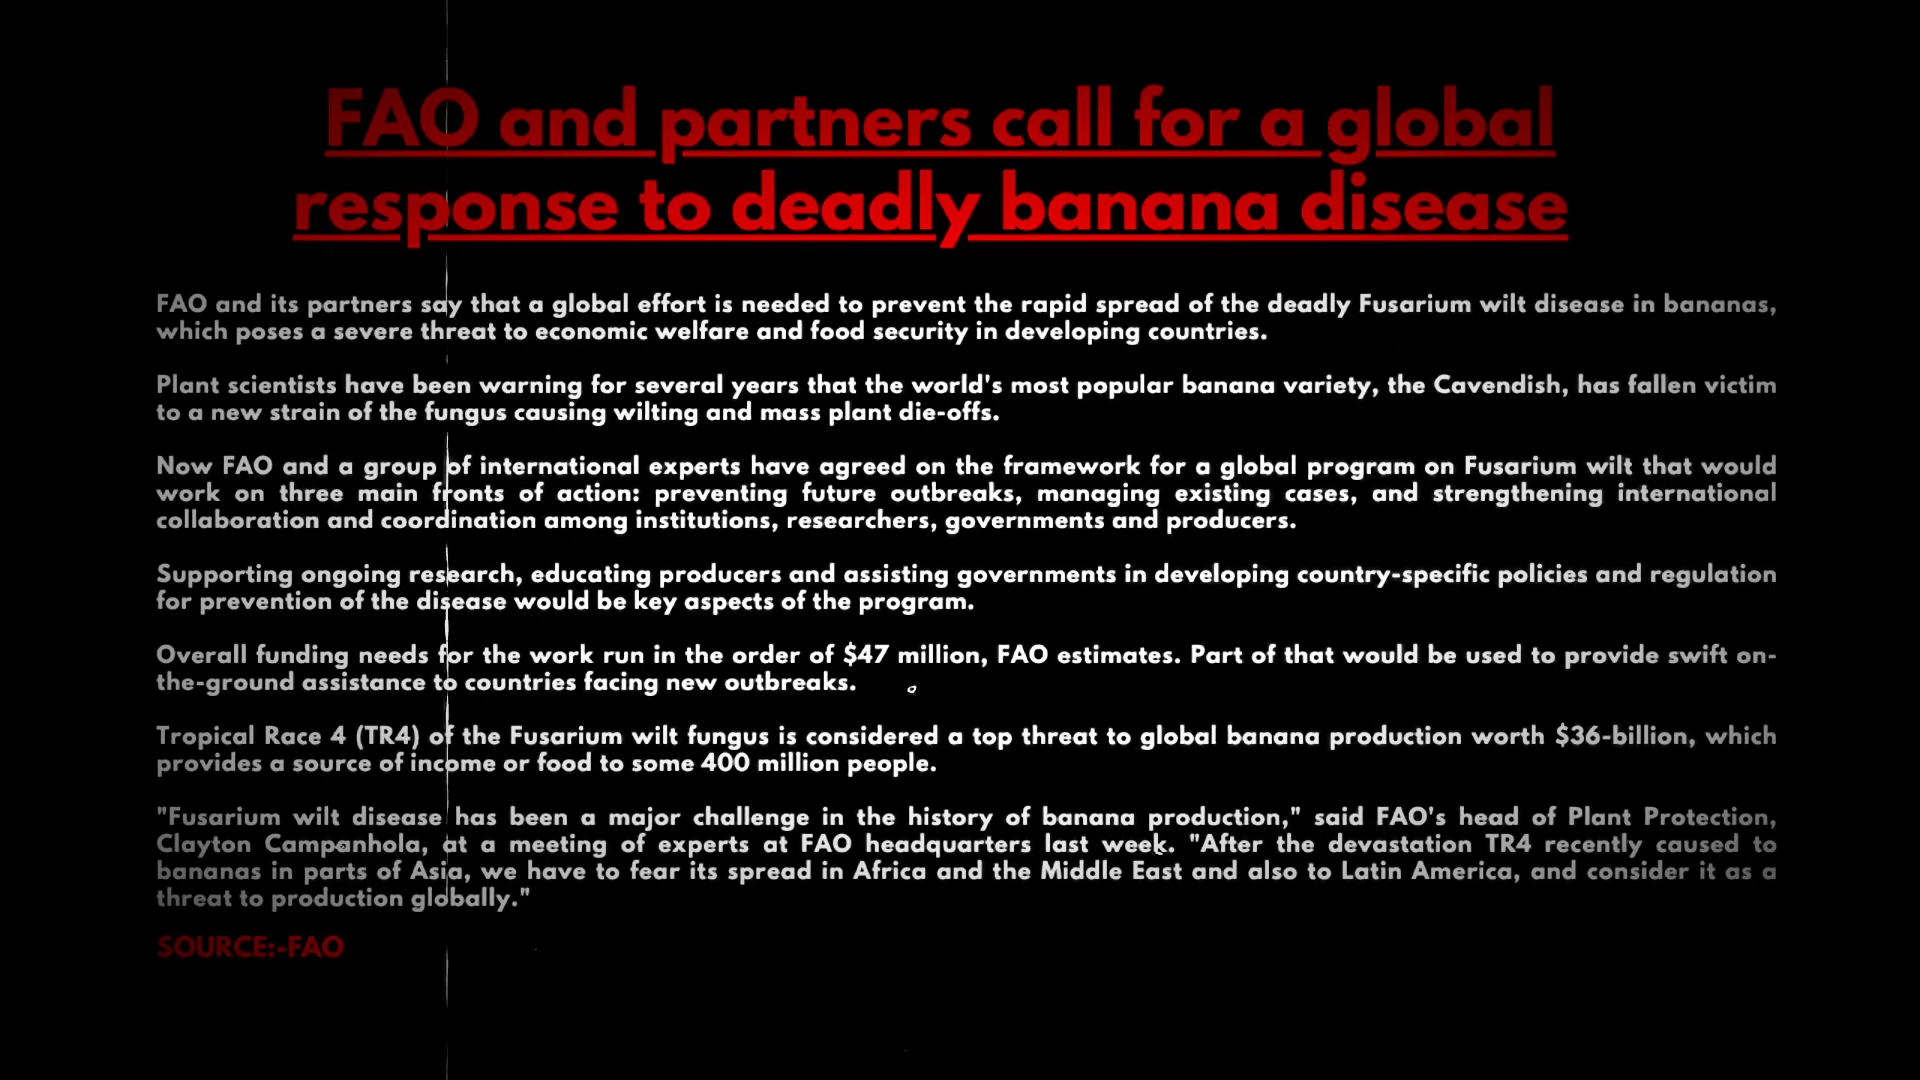 FAO and partners call for a global
response to deadly banana disease
FAO and its partners say that a global effort is needed to prevent the rapid spread of the deadly Fusarium wilt disease in bananas,
which poses a severe threat to economic welfare and food security in developing countries.
Plant scientists have been warning for several years that the world's most popular banana variety, the Cavendish, has fallen victim
to a new strain of the fungus causing wilting and mass plant die-offs.
Now FAO and a group of international experts have agreed on the framework for a global program on Fusarium wilt that would
work on three main fronts of action: preventing future outbreaks, managing existing cases, and strengthening international
collaboration and coordination among institutions, researchers, governments and producers.
Supporting ongoing research, educating producers and assisting governments in developing country-specific policies and regulation
for prevention of the disease would be key aspects of the program.
Overall funding needs for the work run in the order of $47 million, FAO estimates. Part of that would be used to provide swift on-
the-ground assistance to countries facing new outbreaks.
Tropical Race 4 (TR4) of the Fusarium wilt fungus is considered a top threat to global banana production worth $36-billion, which
provides a source of income or food to some 400 million people.
"Fusarium wilt disease has been a major challenge in the history of banana production," said FAO's head of Plant Protection,
Clayton Campanhola, at a meeting of experts at FAO headquarters last week. "After the devastation TR4 recently caused to
bananas in parts of Asia, we have to fear its spread in Africa and the Middle East and also to Latin America, and consider it as a
threat to production globally."
SOURCE:-FAO